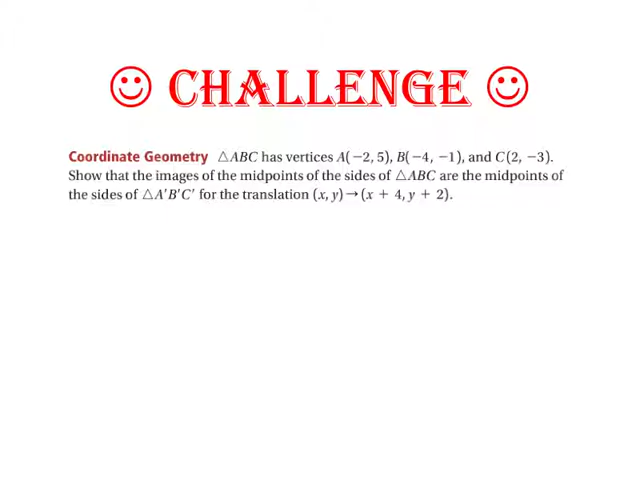 ☺ CHALLENGE ☺
Coordinate Geometry △ABC has vertices A(−2, 5), B(−4, −1), and C(2, −3).
Show that the images of the midpoints of the sides of △ABC are the midpoints of
the sides of △A′B′C′ for the translation (x, y) → (x + 4, y + 2).